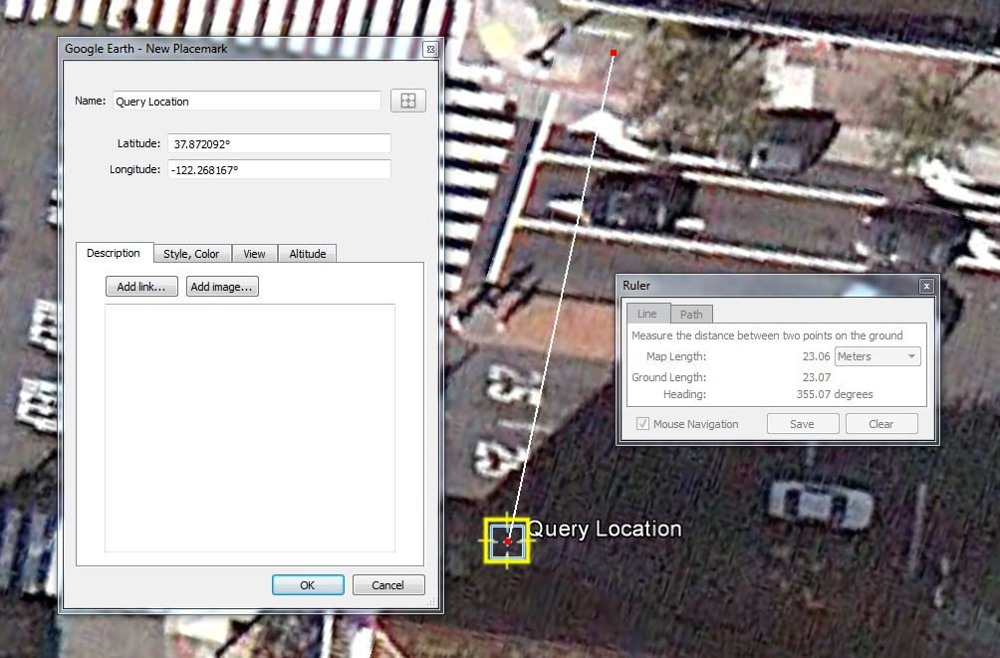 Google Earth - New Placemark
Name: Query Location
Latitude: 37.872092°
Longitude: -122.268167°
Description Style, Color View Altitude
Add link... Add image...
OK Cancel
Ruler
Line Path
Measure the distance between two points on the ground
Map Length: 23.06 Meters
Ground Length: 23.07
Heading: 355.07 degrees
Mouse Navigation Save Clear
Query Location